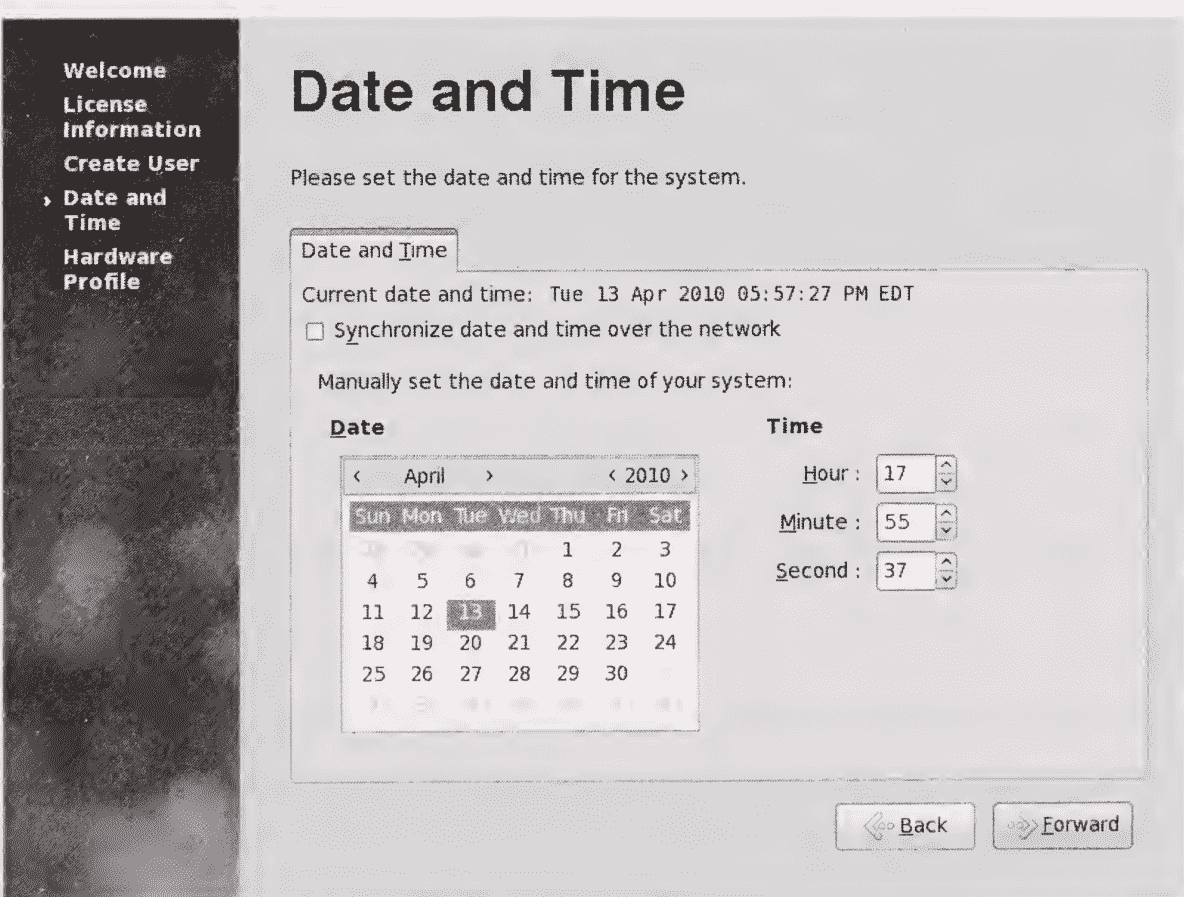 Welcome
License
Information
Create User
› Date and
Time
Hardware
Profile
Date and Time
Please set the date and time for the system.
Date and Time
Current date and time: Tue 13 Apr 2010 05:57:27 PM EDT
Synchronize date and time over the network
Manually set the date and time of your system:
Date
Time
‹ April › ‹ 2010 ›
Sun Mon Tue Wed Thu Fri Sat
1 2 3
4 5 6 7 8 9 10
11 12 13 14 15 16 17
18 19 20 21 22 23 24
25 26 27 28 29 30
Hour : 17
Minute : 55
Second : 37
Back
Forward